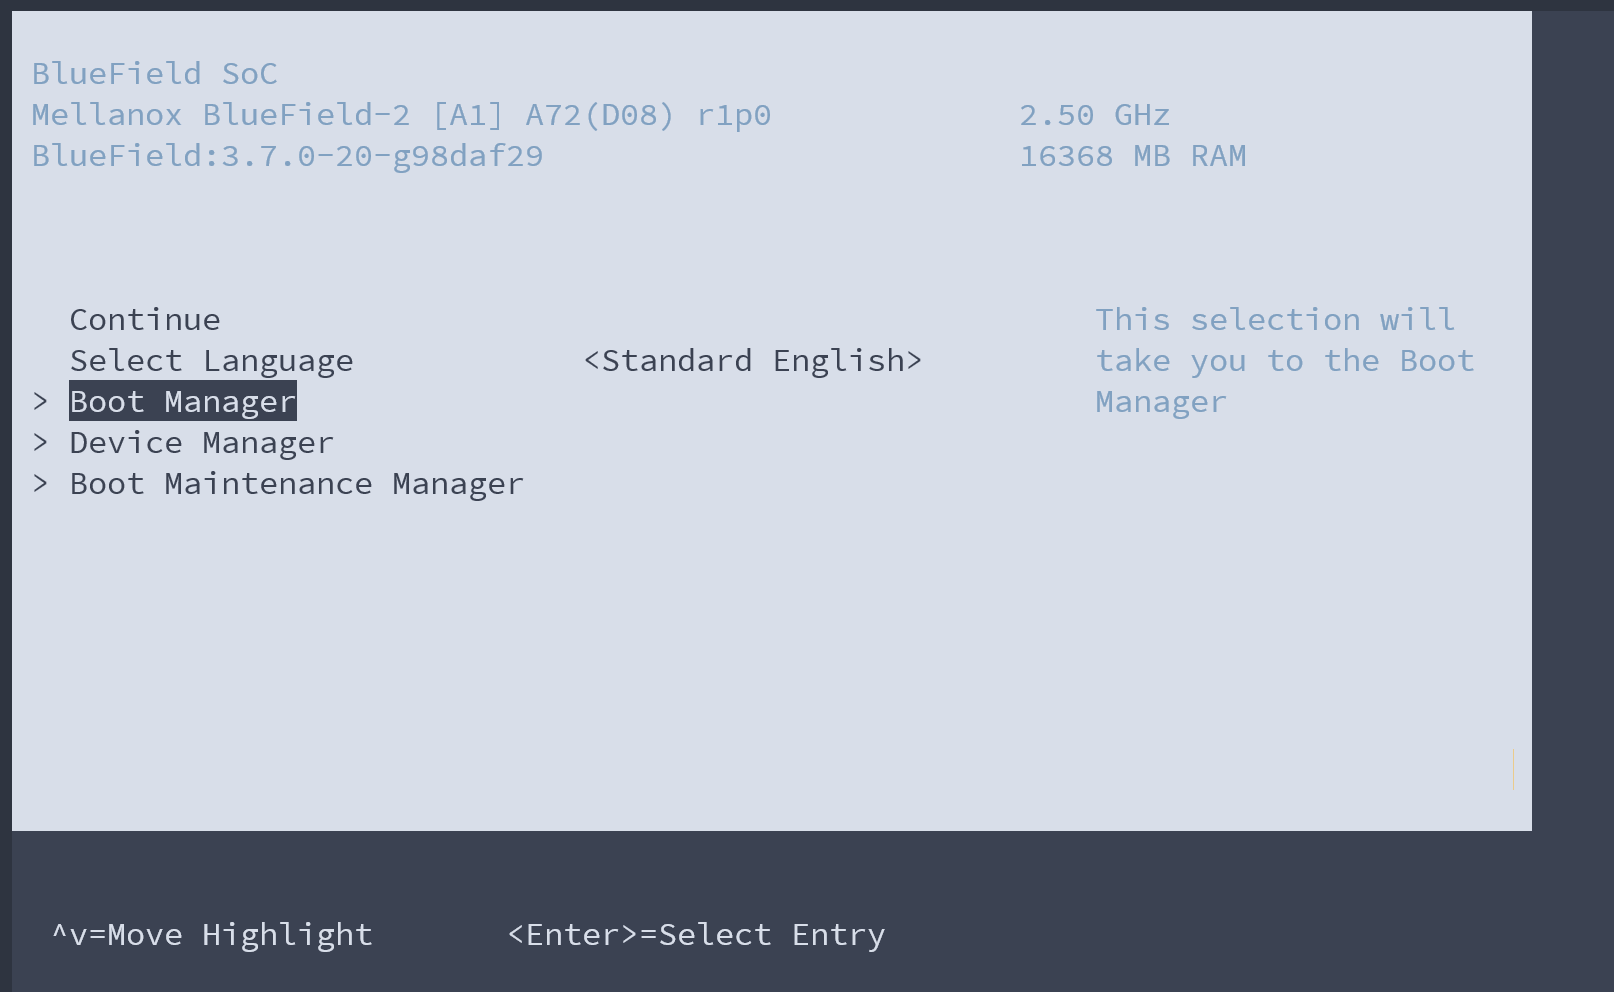 BlueField SoC
Mellanox BlueField-2 [A1] A72(D08) r1p0 2.50 GHz
BlueField:3.7.0-20-g98daf29 16368 MB RAM
Continue This selection will
Select Language <Standard English> take you to the Boot
> Boot Manager Manager
> Device Manager
> Boot Maintenance Manager
^v=Move Highlight <Enter>=Select Entry